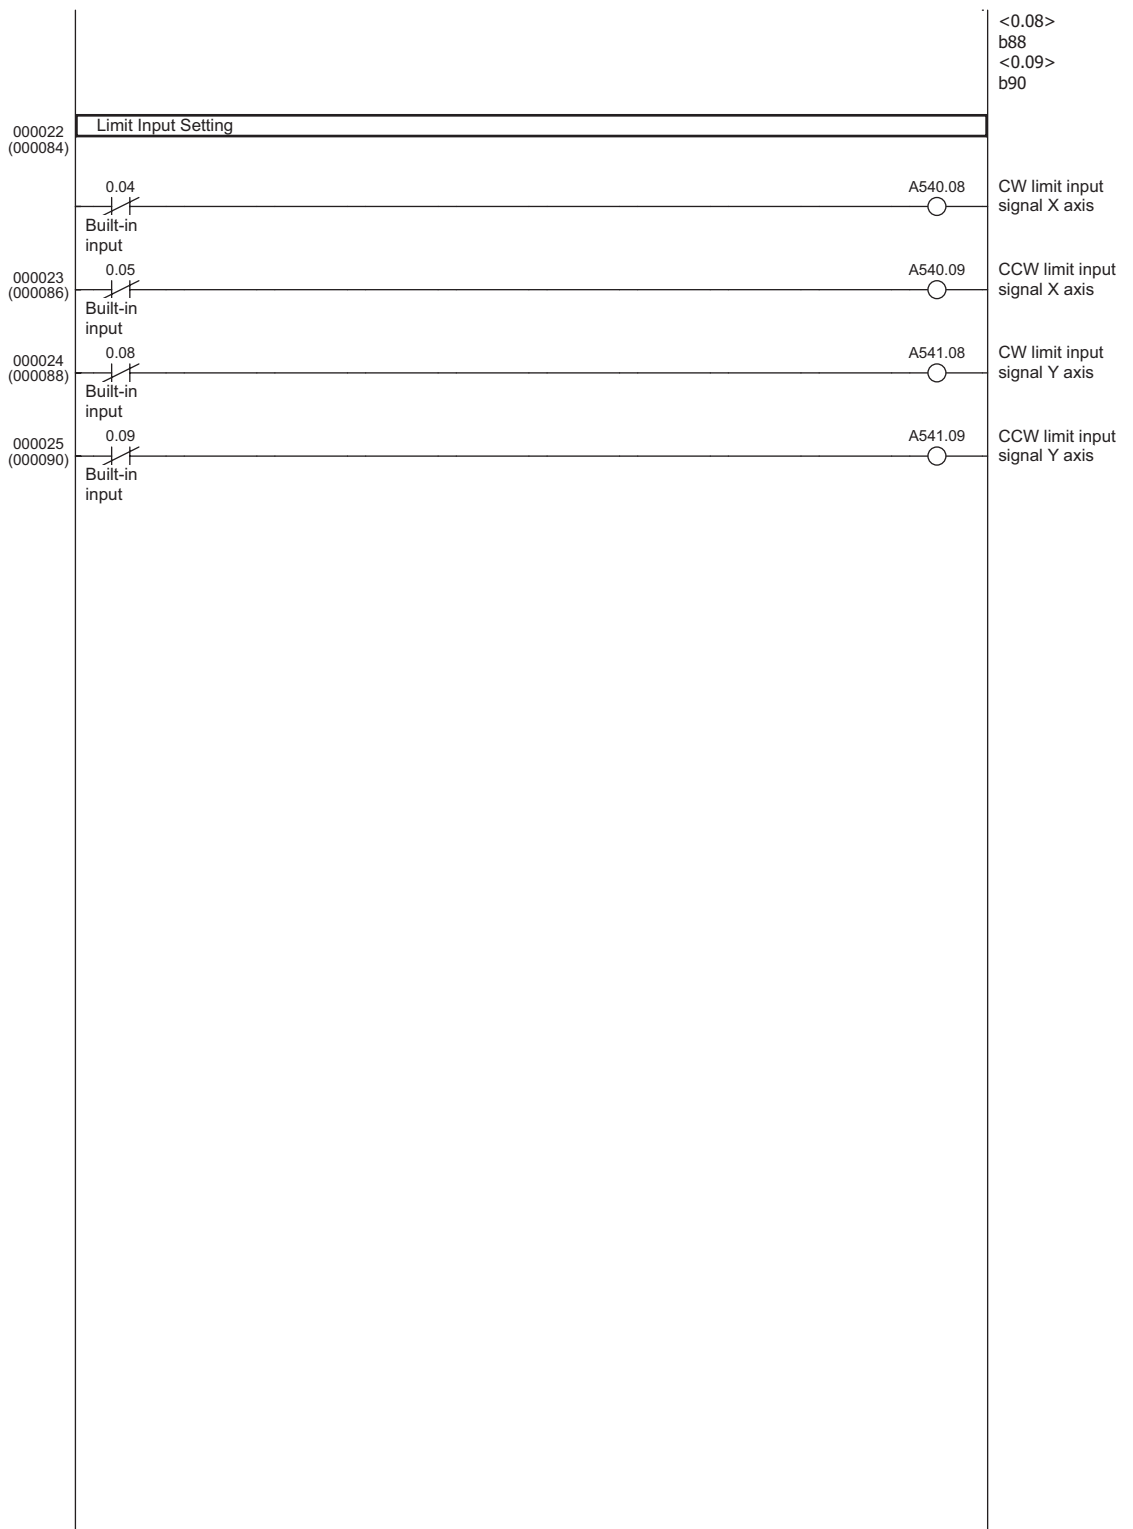 <0.08>
b88
<0.09>
b90
000022
(000084)
Limit Input Setting
0.04
A540.08
CW limit input
signal X axis
Built-in
input
000023
(000086)
0.05
A540.09
CCW limit input
signal X axis
Built-in
input
000024
(000088)
0.08
A541.08
CW limit input
signal Y axis
Built-in
input
000025
(000090)
0.09
A541.09
CCW limit input
signal Y axis
Built-in
input